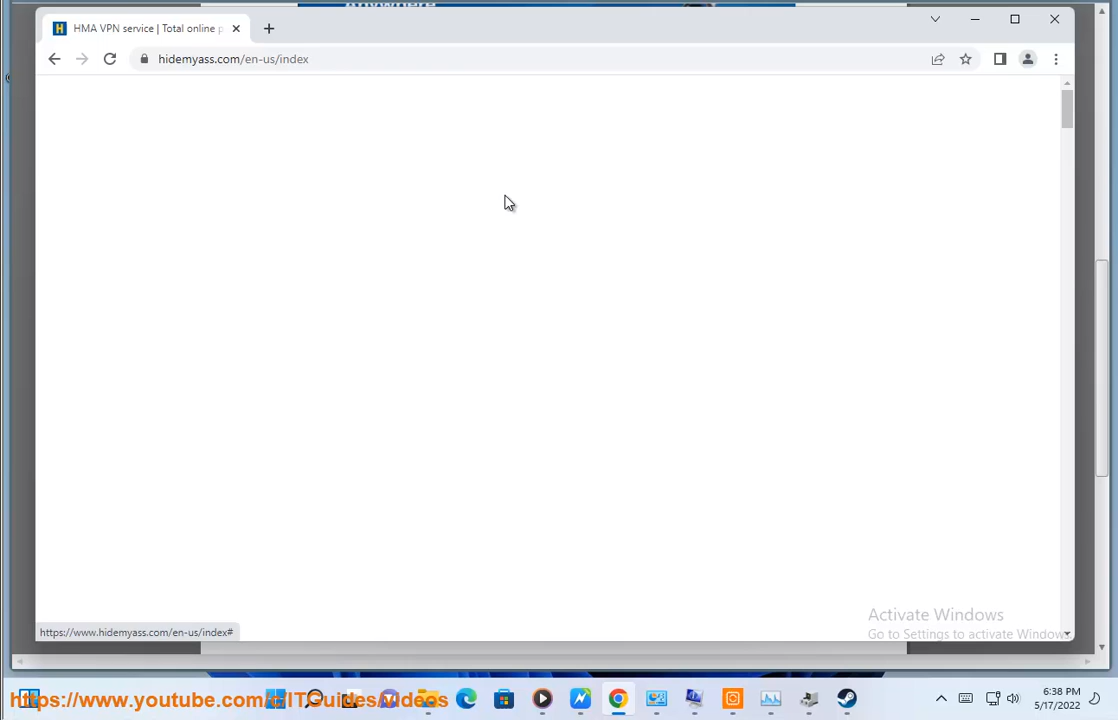 Anywhere
HMA VPN service | Total online p
hidemyass.com/en-us/index
Activate Windows
Go to Settings to activate Windows.
https://www.hidemyass.com/en-us/index#
https://www.youtube.com/c/ITGuides/videos
6:38 PM
5/17/2022